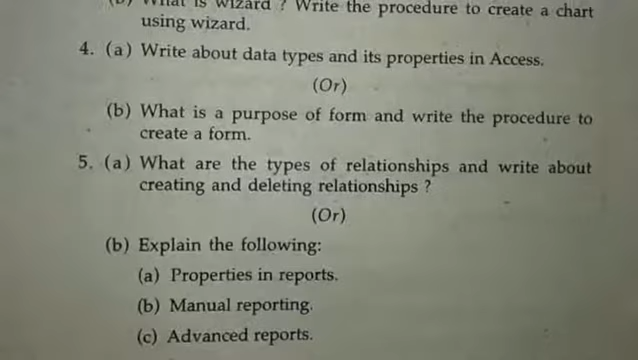 (b) What is wizard ? Write the procedure to create a chart
using wizard.
4. (a) Write about data types and its properties in Access.
(Or)
(b) What is a purpose of form and write the procedure to
create a form.
5. (a) What are the types of relationships and write about
creating and deleting relationships ?
(Or)
(b) Explain the following:
(a) Properties in reports.
(b) Manual reporting.
(c) Advanced reports.